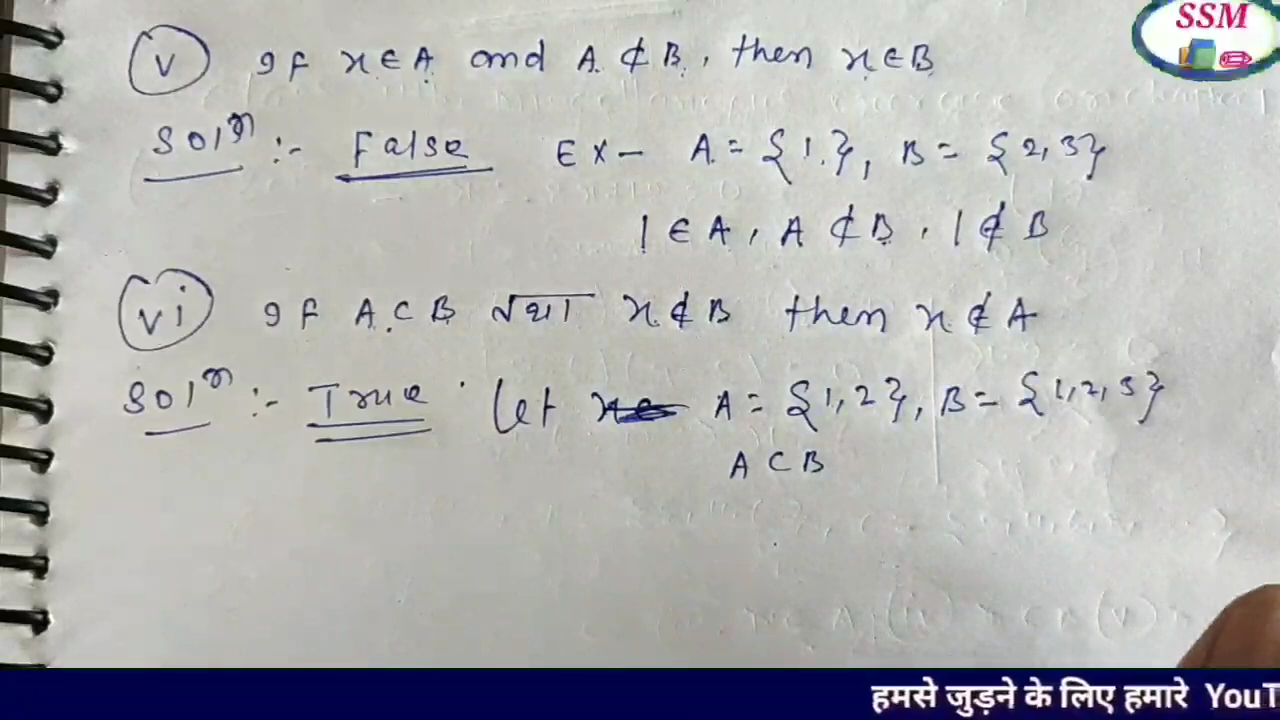 SSM
(v) If x ∈ A and A ⊄ B, then x ∈ B
Solⁿ :- False Ex - A = {1}, B = {2, 3}
1 ∈ A, A ⊄ B, 1 ∉ B
(vi) If A ⊂ B तथा x ∉ B then x ∉ A
Solⁿ :- True. Let A = {1, 2}, B = {1, 2, 3}
A ⊂ B
हमसे जुड़ने के लिए हमारे YouT